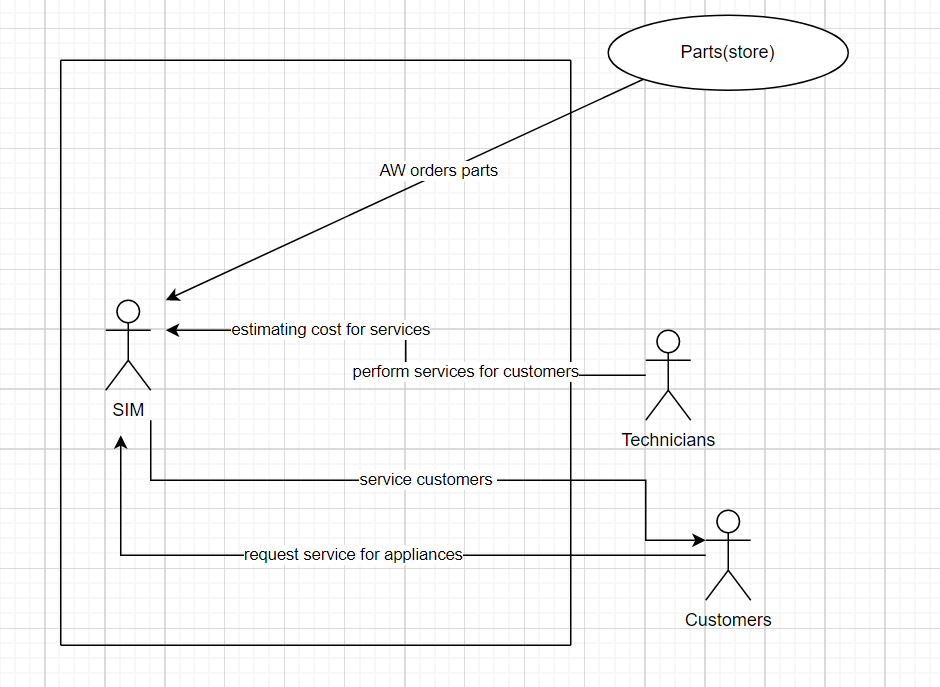 Parts(store)
AW orders parts
estimating cost for services
perform services for customers
SIM
Technicians
service customers
request service for appliances
Customers